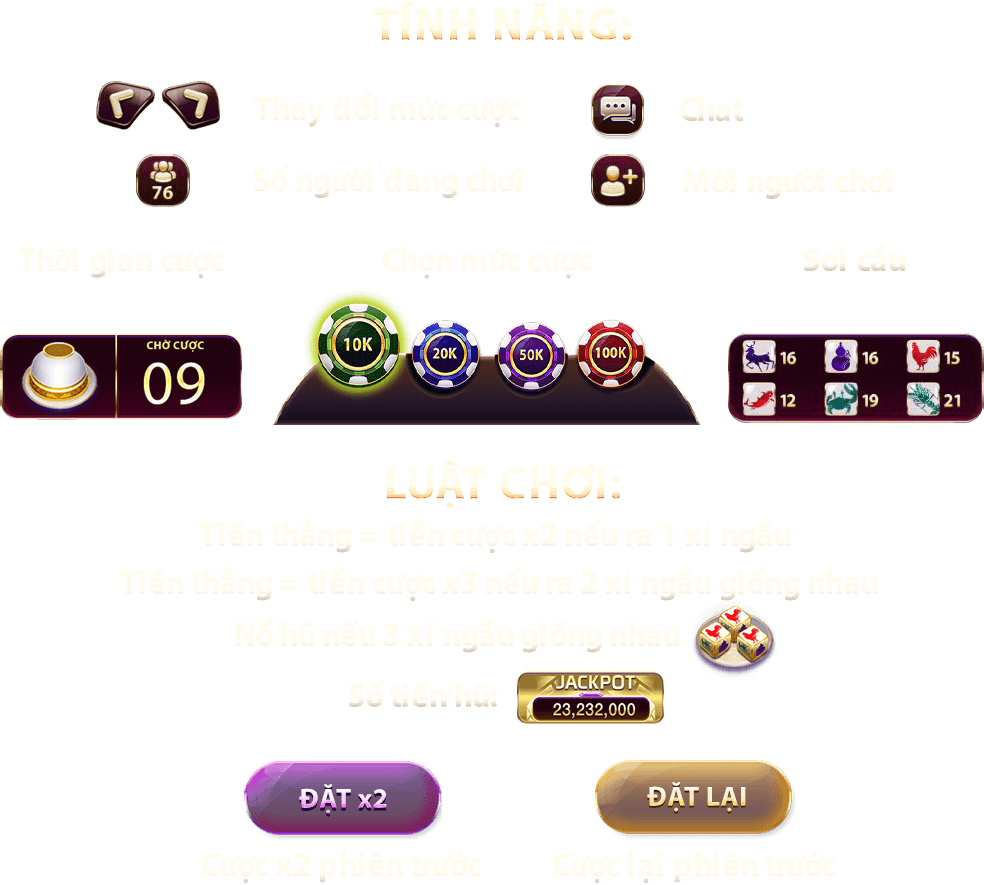 TÍNH NĂNG:
Thay đổi mức cược
Chat
76
Số người đang chơi
Mời người chơi
Thời gian cược
Chọn mức cược
Soi cầu
CHỜ CƯỢC
09
10K
20K
50K
100K
16 16 15
12 19 21
LUẬT CHƠI:
Tiền thắng = tiền cược x2 nếu ra 1 xí ngầu
Tiền thắng = tiền cược x3 nếu ra 2 xí ngầu giống nhau
Nổ hũ nếu 3 xí ngầu giống nhau
Số tiền hũ:
JACKPOT
23,232,000
ĐẶT x2
ĐẶT LẠI
Cược x2 phiên trước
Cược lại phiên trước